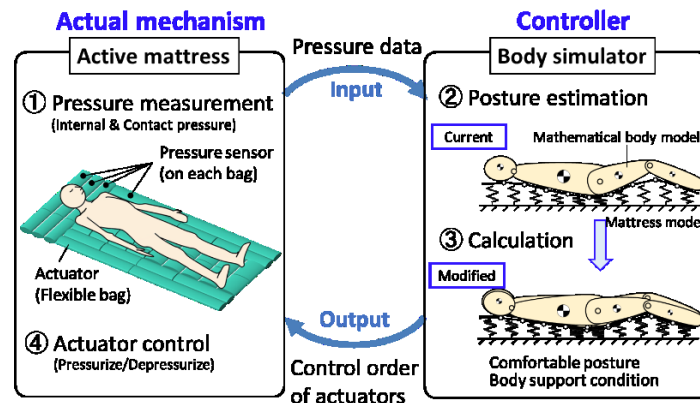 Actual mechanism
Active mattress
① Pressure measurement
(Internal & Contact pressure)
Pressure sensor
(on each bag)
Actuator
(Flexible bag)
④ Actuator control
(Pressurize/Depressurize)
Pressure data
Input
Output
Control order
of actuators
Controller
Body simulator
② Posture estimation
Current
Mathematical body model
Mattress model
③ Calculation
Modified
Comfortable posture
Body support condition